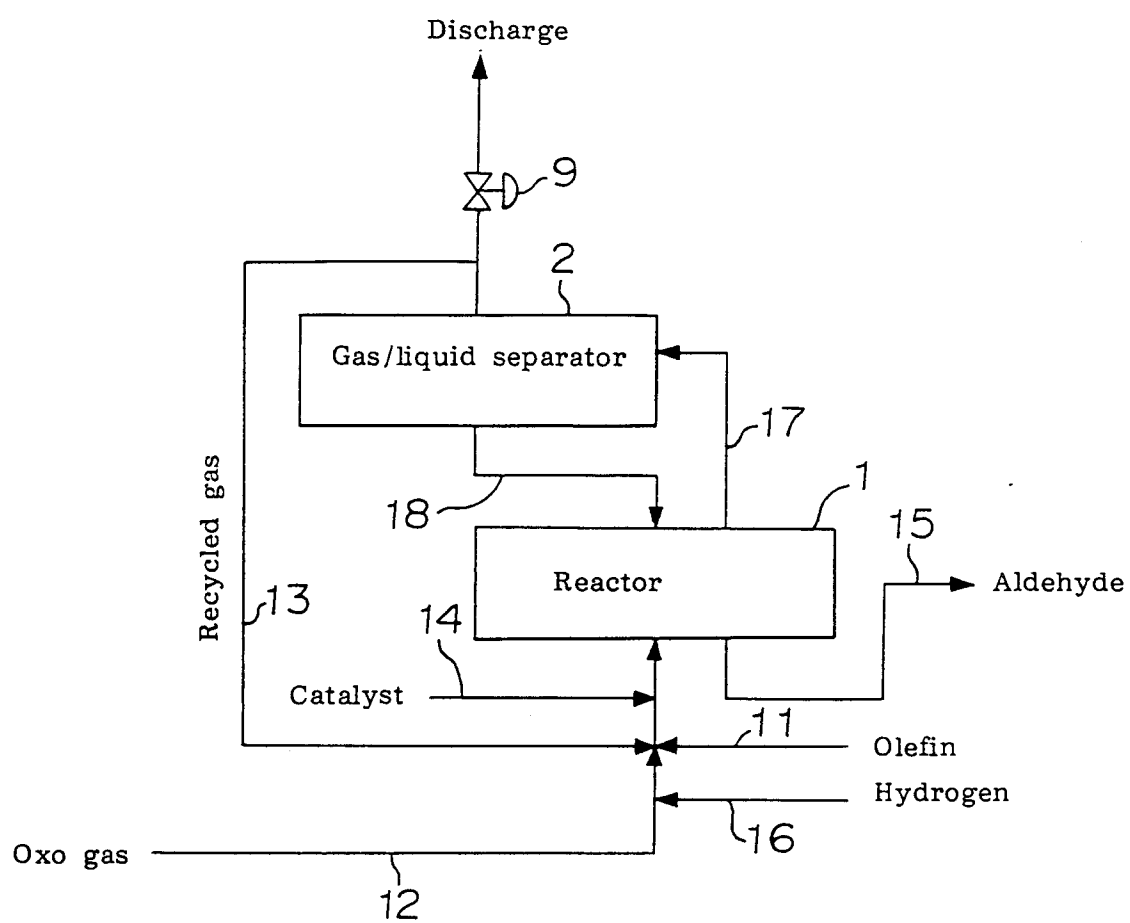 Discharge
9
2
Gas/liquid separator
17
18
1
Recycled gas
15
Reactor
Aldehyde
13
14
Catalyst
11
Olefin
Hydrogen
16
Oxo gas
12